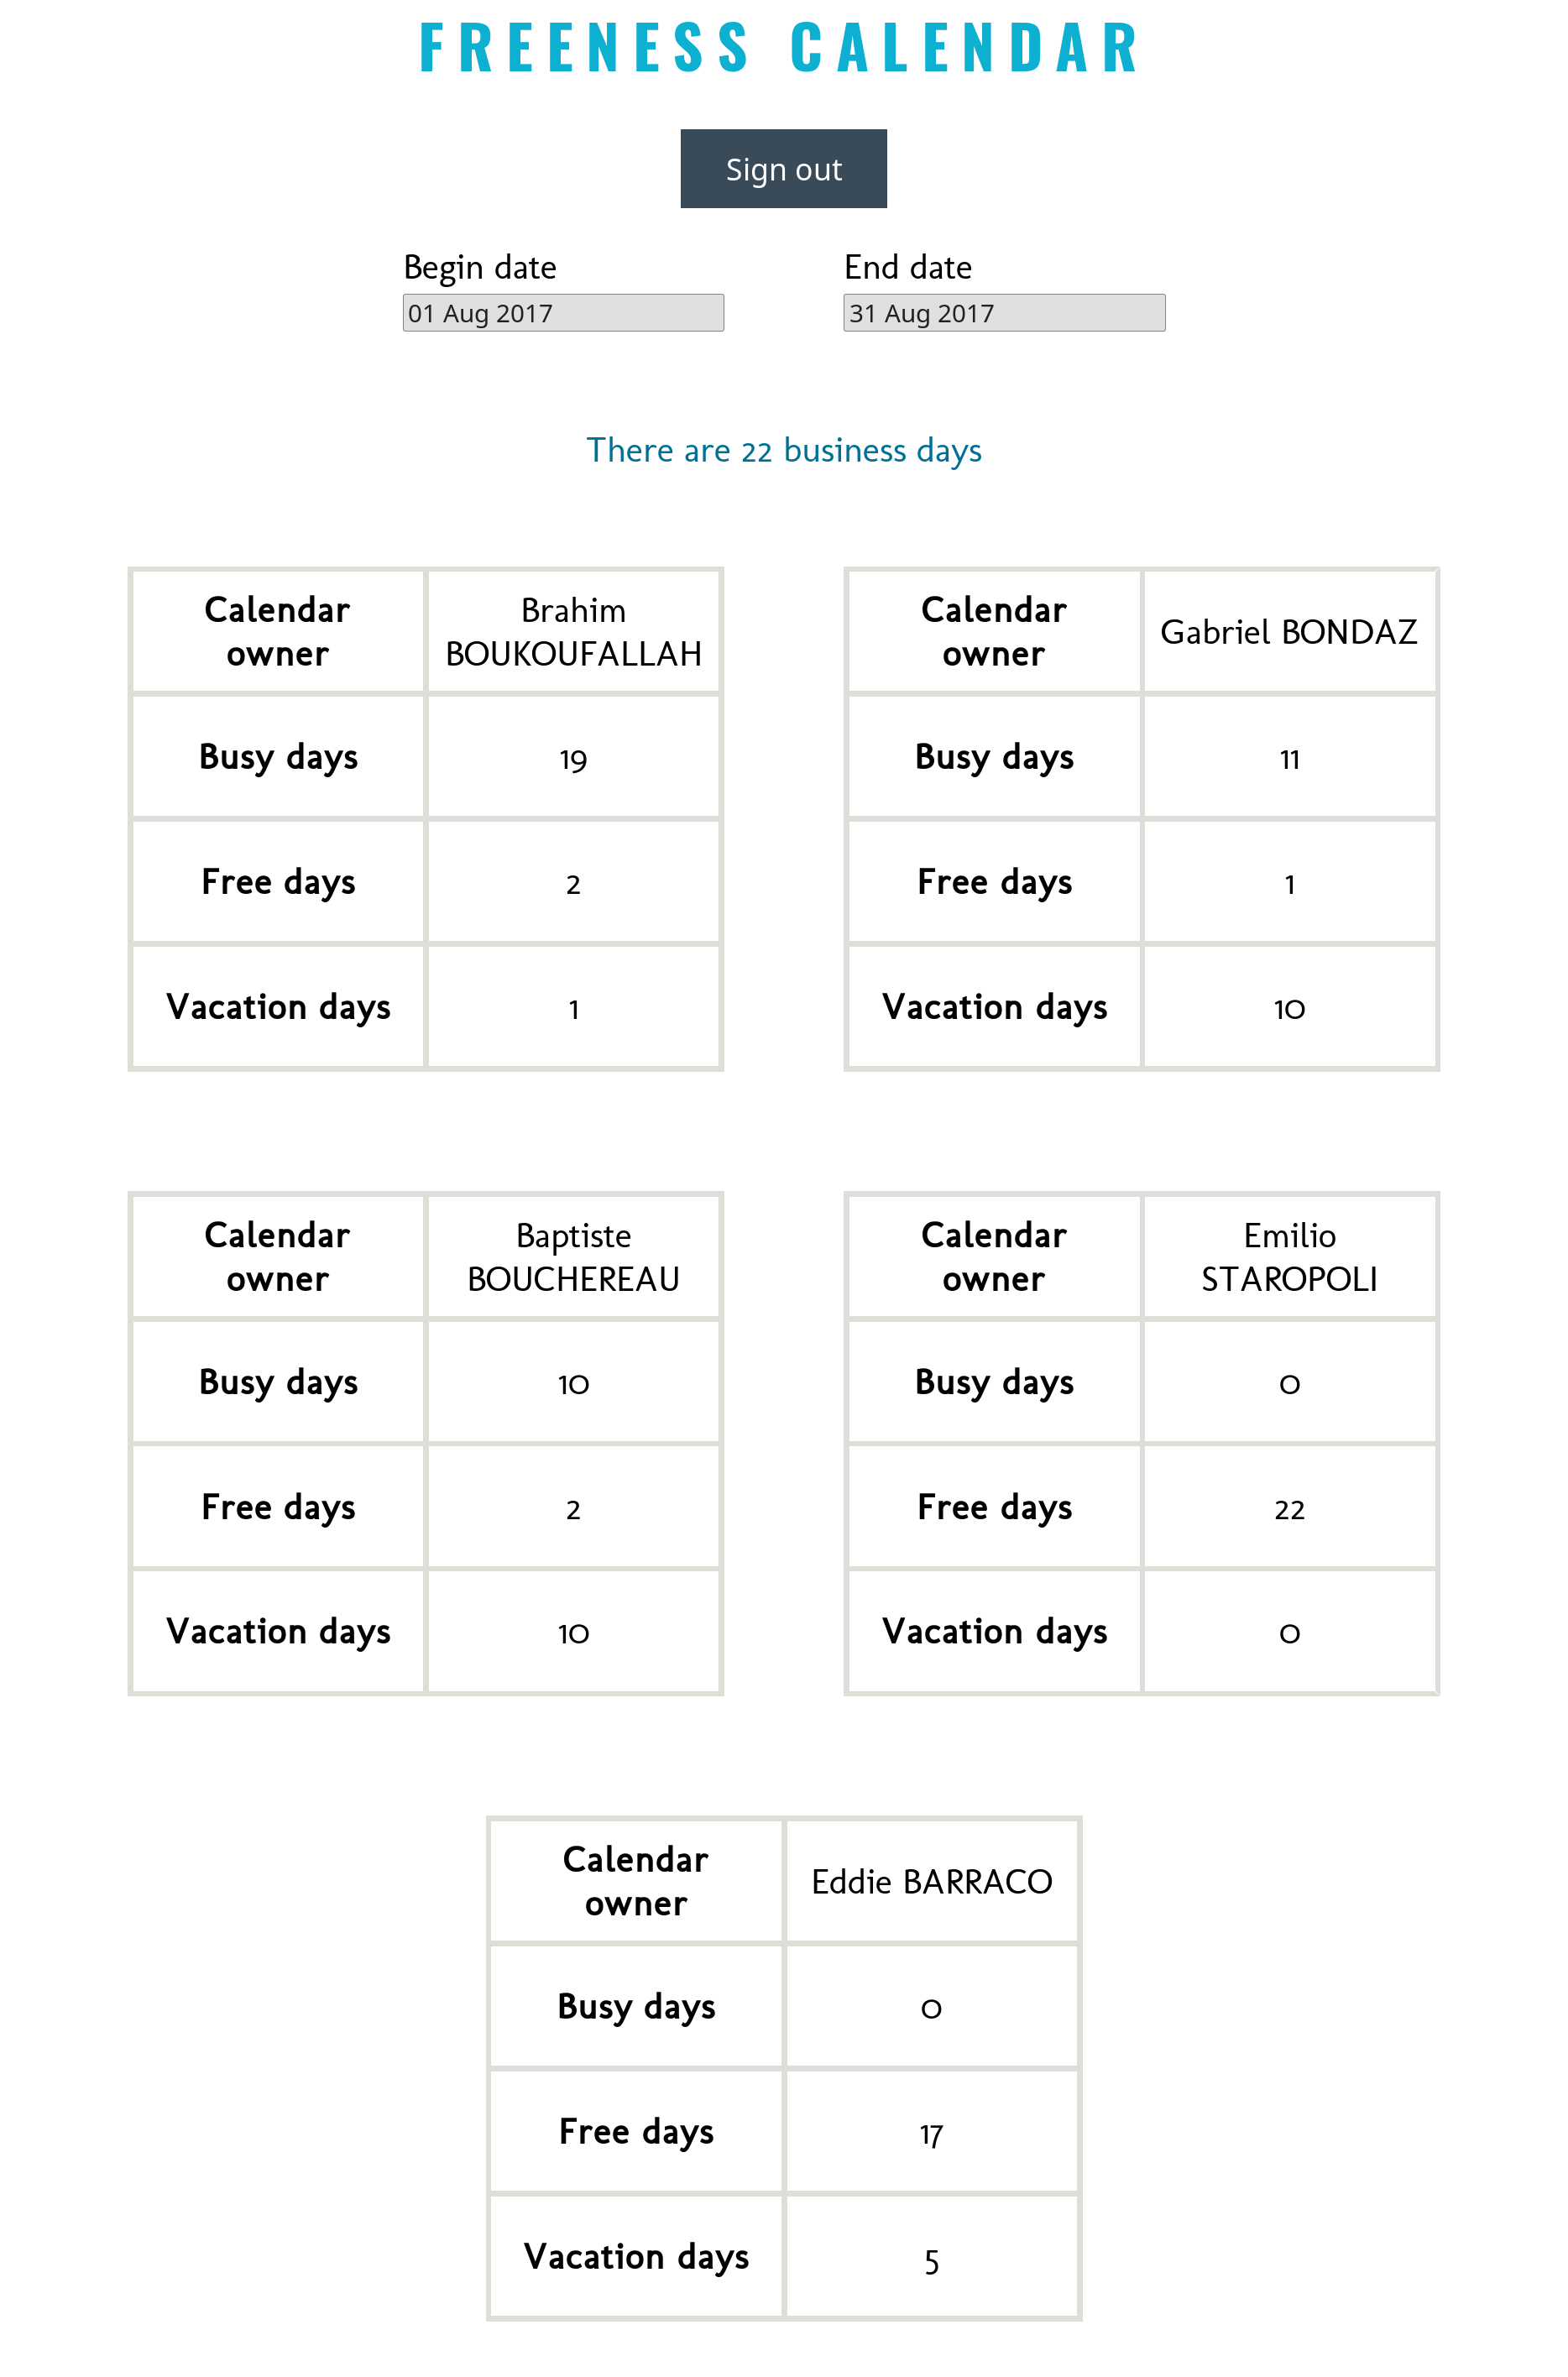 FREENESS CALENDAR
Sign out
Begin date
01 Aug 2017
End date
31 Aug 2017
There are 22 business days
Calendar
owner
Brahim
BOUKOUFALLAH
Busy days
19
Free days
2
Vacation days
1
Calendar
owner
Gabriel BONDAZ
Busy days
11
Free days
1
Vacation days
10
Calendar
owner
Baptiste
BOUCHEREAU
Busy days
10
Free days
2
Vacation days
10
Calendar
owner
Emilio
STAROPOLI
Busy days
0
Free days
22
Vacation days
0
Calendar
owner
Eddie BARRACO
Busy days
0
Free days
17
Vacation days
5